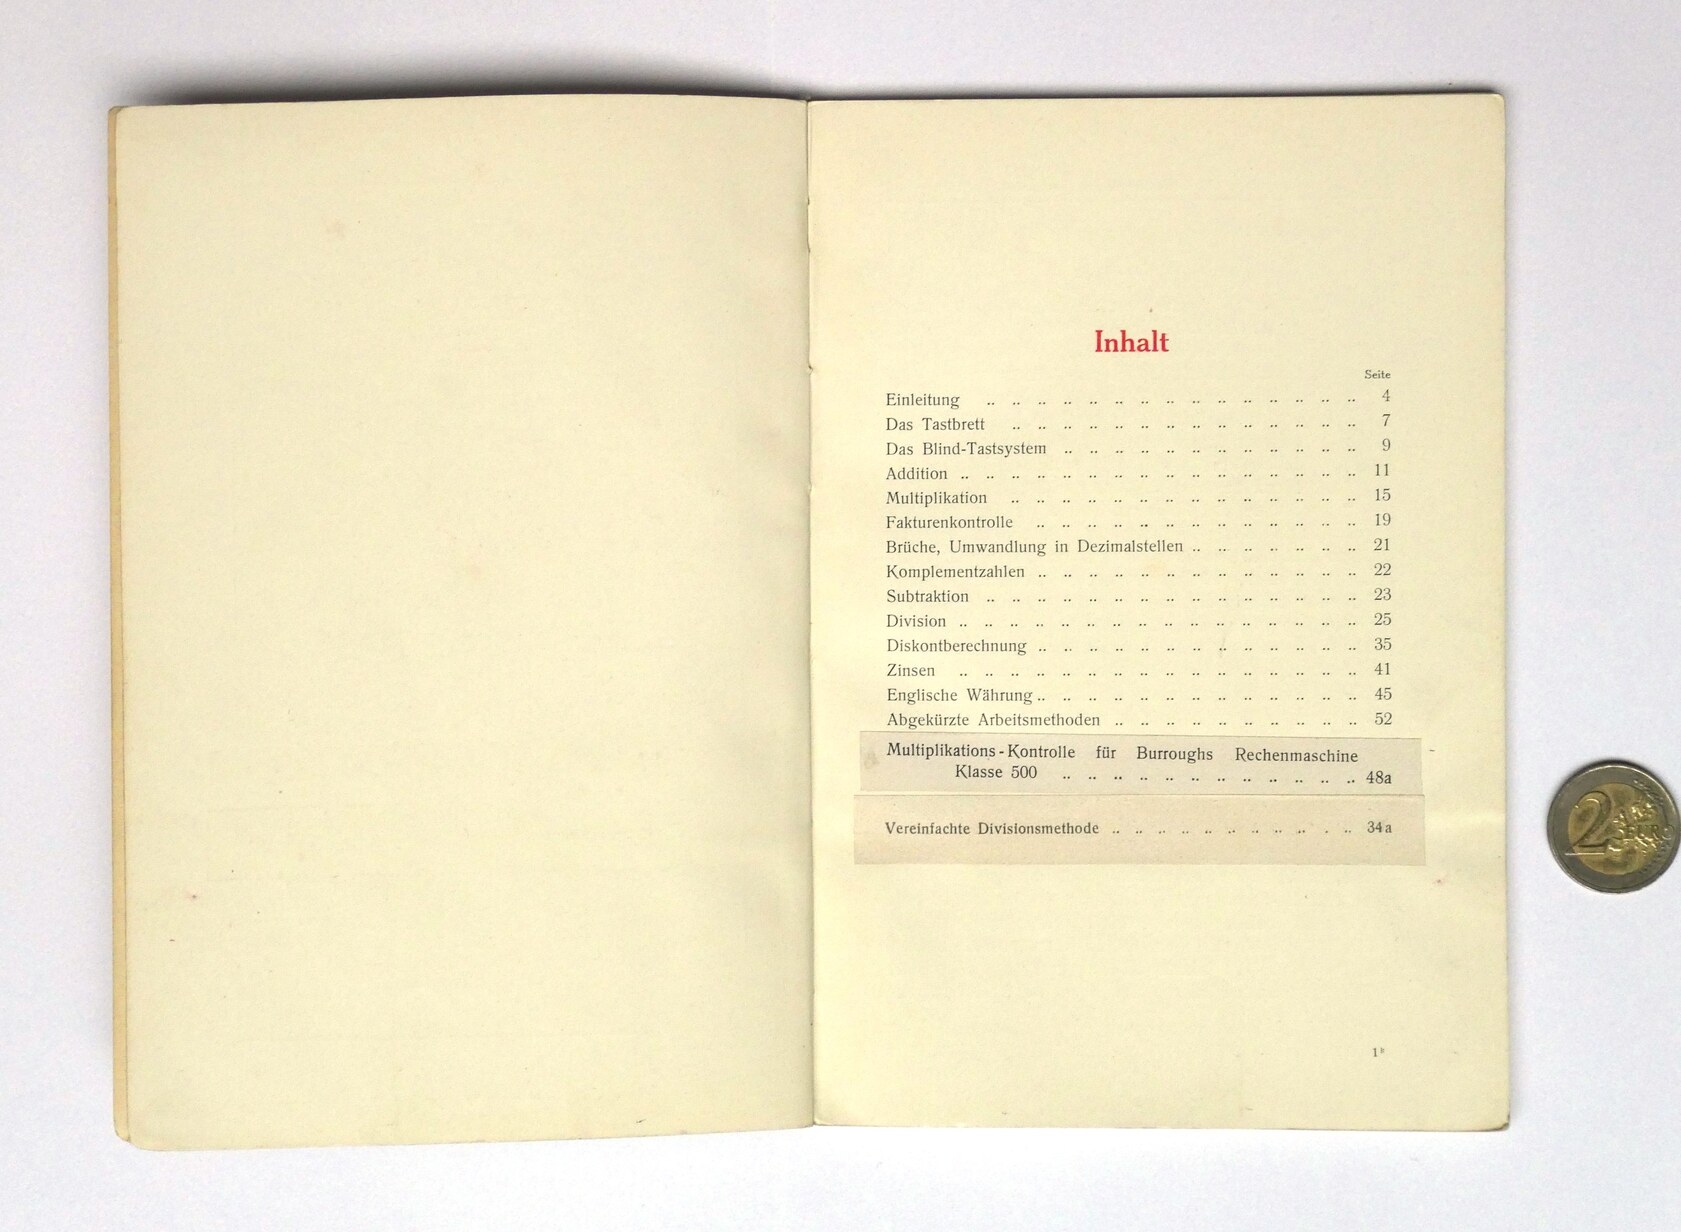 Inhalt
Seite
Einleitung .. .. .. .. .. .. .. .. .. .. .. .. .. .. .. 4
Das Tastbrett .. .. .. .. .. .. .. .. .. .. .. .. .. .. 7
Das Blind-Tastsystem .. .. .. .. .. .. .. .. .. .. .. .. 9
Addition .. .. .. .. .. .. .. .. .. .. .. .. .. .. .. .. 11
Multiplikation .. .. .. .. .. .. .. .. .. .. .. .. .. .. 15
Fakturenkontrolle .. .. .. .. .. .. .. .. .. .. .. .. .. 19
Brüche, Umwandlung in Dezimalstellen .. .. .. .. .. .. .. 21
Komplementzahlen .. .. .. .. .. .. .. .. .. .. .. .. .. 22
Subtraktion .. .. .. .. .. .. .. .. .. .. .. .. .. .. .. 23
Division .. .. .. .. .. .. .. .. .. .. .. .. .. .. .. .. 25
Diskontberechnung .. .. .. .. .. .. .. .. .. .. .. .. .. 35
Zinsen .. .. .. .. .. .. .. .. .. .. .. .. .. .. .. .. 41
Englische Währung .. .. .. .. .. .. .. .. .. .. .. .. .. 45
Abgekürzte Arbeitsmethoden .. .. .. .. .. .. .. .. .. .. 52
Multiplikations-Kontrolle für Burroughs Rechenmaschine
Klasse 500 .. .. .. .. .. .. .. .. .. .. .. .. 48a
Vereinfachte Divisionsmethode .. .. .. .. .. .. .. .. .. .. 34a
2 EURO